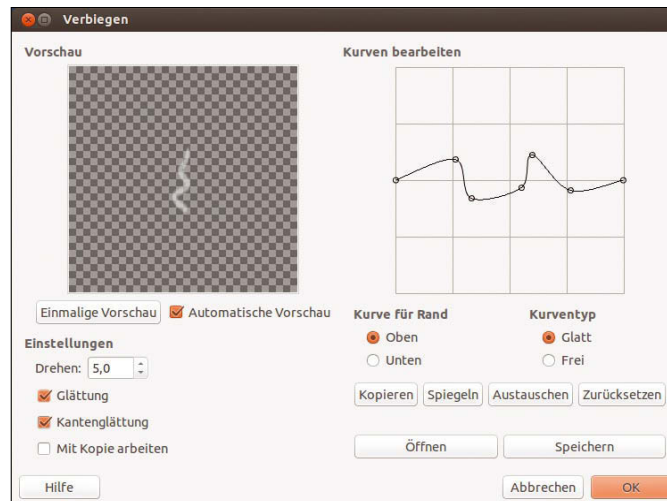 Verbiegen
Vorschau
Kurven bearbeiten
Einmalige Vorschau
Automatische Vorschau
Kurve für Rand
Kurventyp
Oben
Glatt
Unten
Frei
Einstellungen
Drehen: 5,0
Glättung
Kantenglättung
Mit Kopie arbeiten
Kopieren
Spiegeln
Austauschen
Zurücksetzen
Öffnen
Speichern
Hilfe
Abbrechen
OK